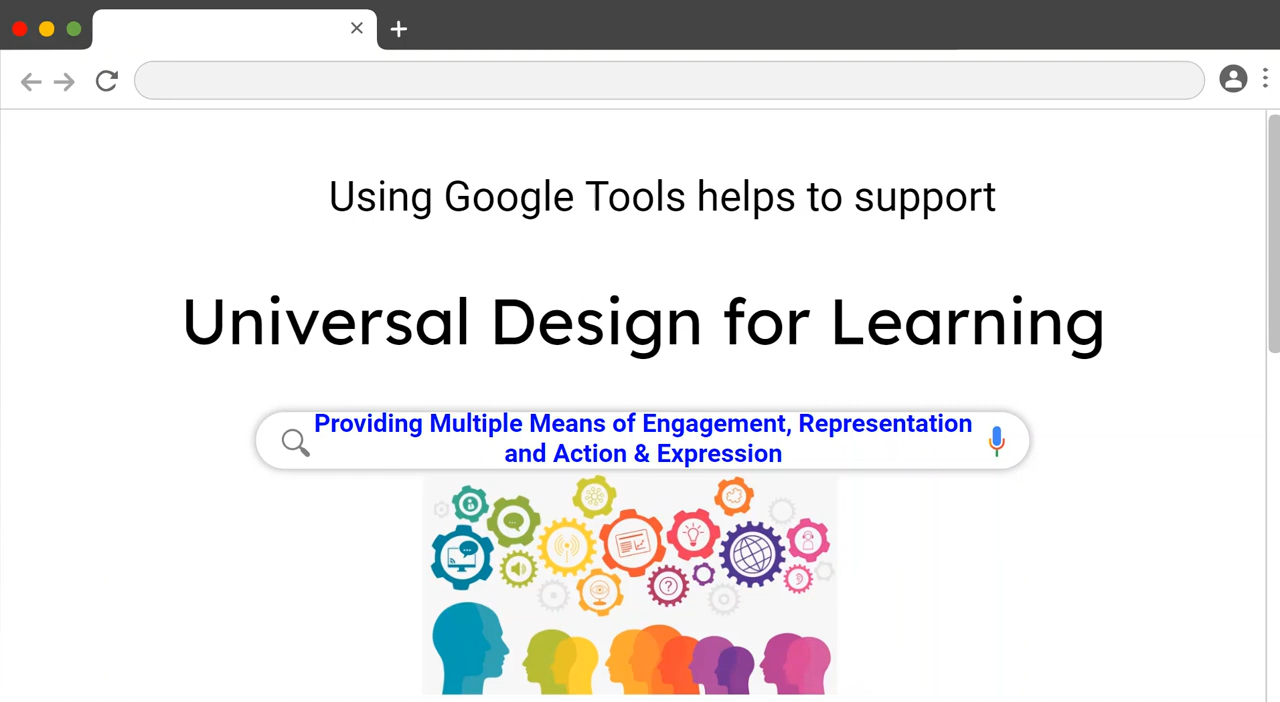 Using Google Tools helps to support
Universal Design for Learning
Providing Multiple Means of Engagement, Representation
and Action & Expression